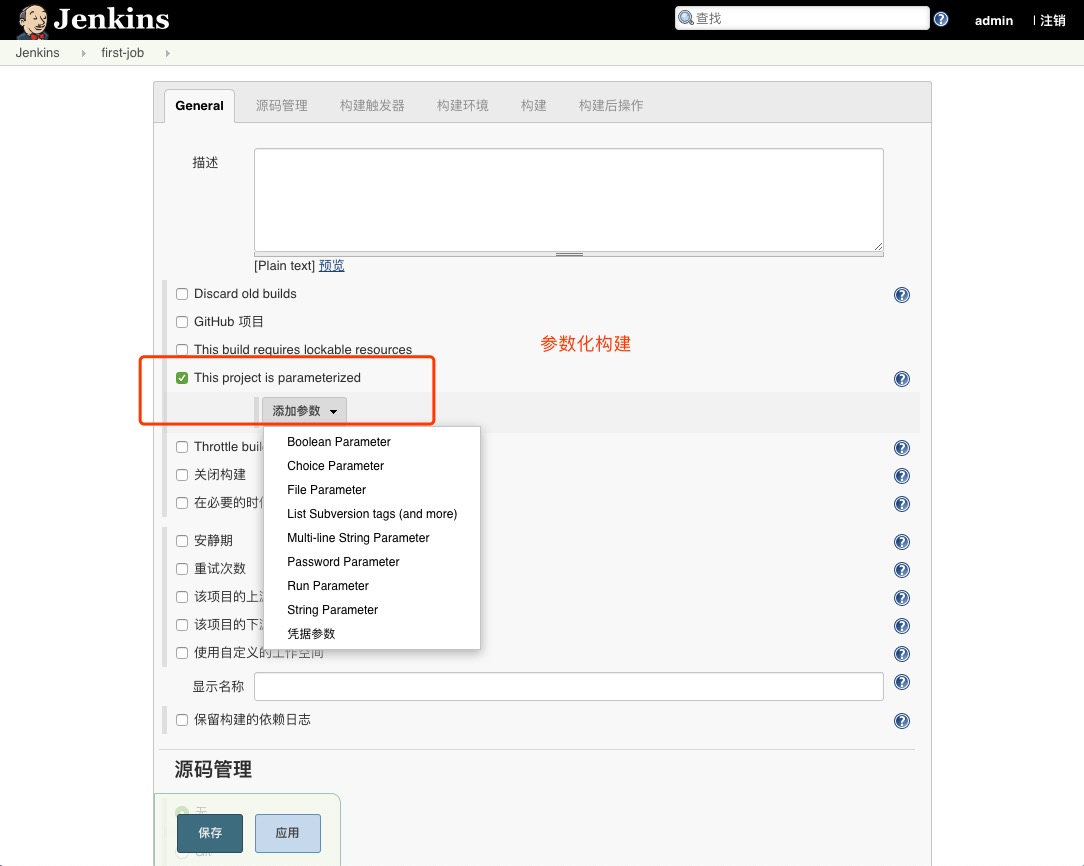 Jenkins
查找
admin
注销
Jenkins
first-job
General
源码管理
构建触发器
构建环境
构建
构建后操作
描述
[Plain text] 预览
Discard old builds
GitHub 项目
This build requires lockable resources
参数化构建
This project is parameterized
添加参数
Boolean Parameter
Throttle
Choice Parameter
关闭构建
File Parameter
在必要的时
List Subversion tags (and more)
Multi-line String Parameter
安静期
Password Parameter
重试次数
Run Parameter
该项目的上
String Parameter
该项目的下
凭据参数
使用自定义的工作空间
显示名称
保留构建的依赖日志
源码管理
无
保存
应用
Git